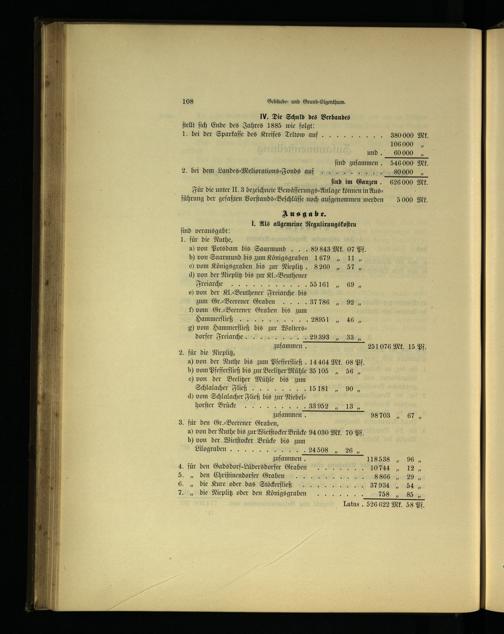 108 Gebäude- und Grund-Eigenthum.
IV. Die Schuld des Verbandes
stellt sich Ende des Jahres 1885 wie folgt:
1. bei der Sparkasse des Kreises Teltow auf . . . . . . . . . 380 000 Mk.
106 000 „
und . 60 000 „
sind zusammen . 546 000 Mk.
2. bei dem Landes-Meliorations-Fonds auf . . . . . . . . 80 000 „
sind im Ganzen . 626 000 Mk.
Für die unter II. 3 bezeichnete Bewässerungs-Anlage können in Aus-
führung der gefaßten Vorstands-Beschlüsse noch aufgenommen werden 5 000 Mk.
Ausgabe.
I. Als allgemeine Regulirungskosten
sind verausgabt:
1. für die Nuthe,
a) von Potsdam bis Saarmund . . . 89 843 Mk. 07 Pf.
b) von Saarmund bis zum Königsgraben 1 679 „ 11 „
c) vom Königsgraben bis zur Nieplitz . 8 260 „ 57 „
d) von der Nieplitz bis zur Kl.-Beuthener
Freiarche . . . . . . . . . . . . 55 161 „ 69 „
e) von der Kl.-Beuthener Freiarche bis
zum Gr.-Beerener Graben . . . . 37 786 „ 92 „
f) vom Gr.-Beerener Graben bis zum
Hammerfließ . . . . . . . . . . 28951 „ 46 „
g) vom Hammerfließ bis zur Wolters-
dorfer Freiarche . . . . . . . . . 29 393 „ 33 „
zusammen . 251 076 Mk. 15 Pf.
2. für die Nieplitz,
a) von der Nuthe bis zum Pfefferfließ . 14 464 Mk. 08 Pf.
b) vom Pfefferfließ bis zur Beelitzer Mühle 35 105 „ 56 „
c) von der Beelitzer Mühle bis zum
Schlalacher Fließ . . . . . . . . 15 181 „ 90 „
d) vom Schlalacher Fließ bis zur Niebel-
horster Brücke . . . . . . . . . 33 952 „ 13 „
zusammen . 98 703 „ 67 „
3. für den Gr.-Beerener Graben,
a) von der Nuthe bis zur Wietstocker Brücke 94 030 Mk. 70 Pf.
b) von der Wietstocker Brücke bis zum
Lilograben . . . . . . . . . . . 24 508 „ 26 „
zusammen . 118 538 „ 96 „
4. für den Gadsdorf-Lüdersdorfer Graben . . . . . . . 10 744 „ 12 „
5. „ den Christinendorfer Graben . . . . . . . . . . 8 866 „ 29 „
6. „ die Kure oder das Stöckerfließ . . . . . . . . . 37 934 „ 54 „
7. „ die Nieplitz oder den Königsgraben . . . . . . . 758 „ 85 „
Latus . 526 622 Mk. 58 Pf.